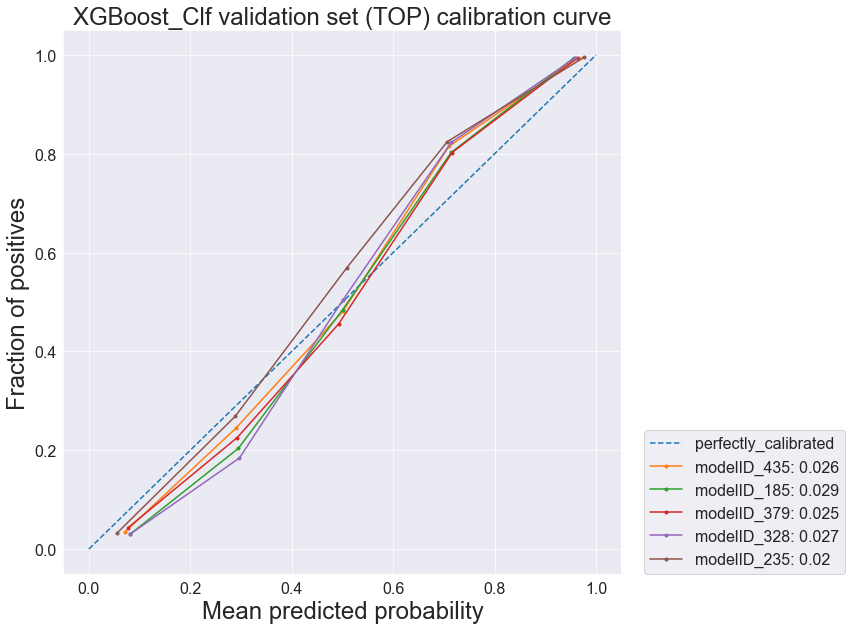 XGBoost_Clf validation set (TOP) calibration curve
1.0
0.8
0.6
0.4
0.2
0.0
Fraction of positives
0.0 0.2 0.4 0.6 0.8 1.0
Mean predicted probability
perfectly_calibrated
modelID_435: 0.026
modelID_185: 0.029
modelID_379: 0.025
modelID_328: 0.027
modelID_235: 0.02